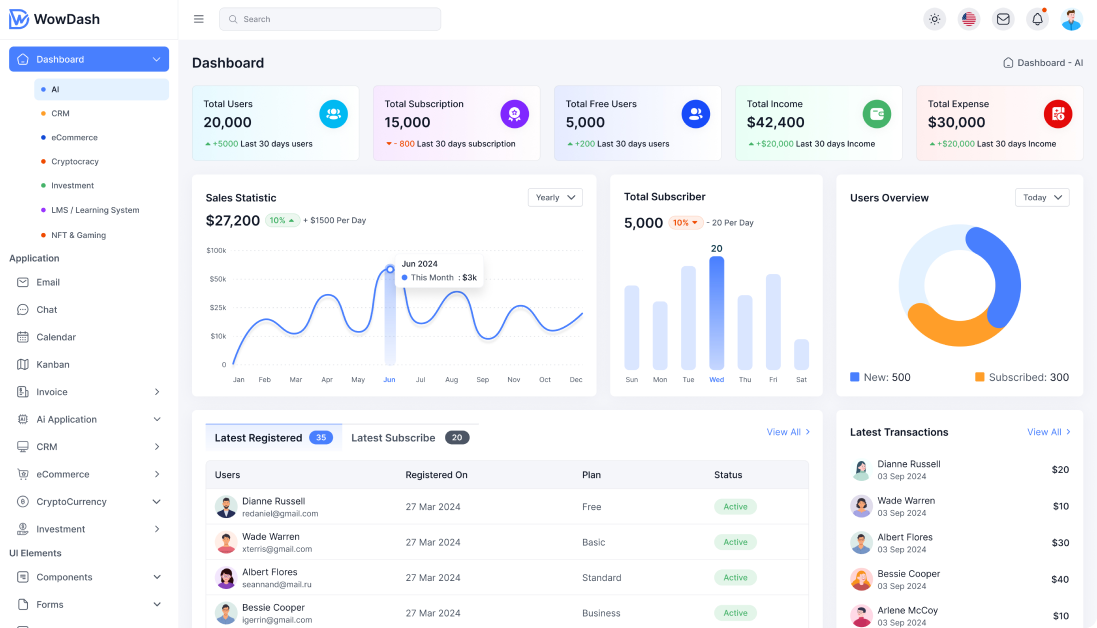 WowDash
Search
Dashboard
AI
CRM
eCommerce
Cryptocracy
Investment
LMS / Learning System
NFT & Gaming
Application
Email
Chat
Calendar
Kanban
Invoice
Ai Application
CRM
eCommerce
CryptoCurrency
Investment
UI Elements
Components
Forms
Dashboard
Dashboard - AI
Total Users
20,000
+5000 Last 30 days users
Total Subscription
15,000
- 800 Last 30 days subscription
Total Free Users
5,000
+200 Last 30 days users
Total Income
$42,400
+$20,000 Last 30 days Income
Total Expense
$30,000
+$20,000 Last 30 days Income
Sales Statistic
Yearly
$27,200 10% + $1500 Per Day
$100k
$50k
$25k
$10k
0
Jun 2024
This Month : $3k
Jan Feb Mar Apr May Jun Jul Aug Sep Nov Oct Dec
Total Subscriber
5,000 10% - 20 Per Day
20
Sun Mon Tue Wed Thu Fri Sat
Users Overview
Today
New: 500
Subscribed: 300
Latest Registered 35
Latest Subscribe 20
View All
Users Registered On Plan Status
Dianne Russell
redaniel@gmail.com
27 Mar 2024 Free Active
Wade Warren
xterris@gmail.com
27 Mar 2024 Basic Active
Albert Flores
seannand@mail.ru
27 Mar 2024 Standard Active
Bessie Cooper
igerrin@gmail.com
27 Mar 2024 Business Active
Latest Transactions
View All
Dianne Russell
03 Sep 2024
$20
Wade Warren
03 Sep 2024
$10
Albert Flores
03 Sep 2024
$30
Bessie Cooper
03 Sep 2024
$40
Arlene McCoy
03 Sep 2024
$10